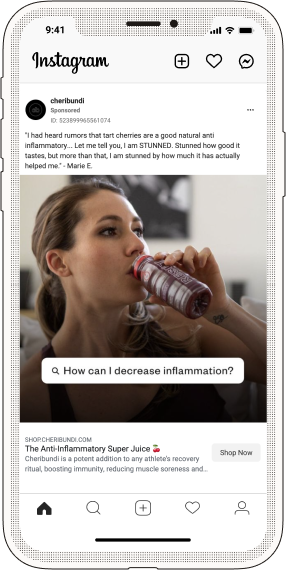 9:41
Instagram
cheribundi
Sponsored
ID: 523899965561074
"I had heard rumors that tart cherries are a good natural anti
inflammatory... Let me tell you, I am STUNNED. Stunned how good it
tastes, but more than that, I am stunned by how much it has actually
helped me." - Marie E.
How can I decrease inflammation?
SHOP.CHERIBUNDI.COM
The Anti-Inflammatory Super Juice 🍒
Cheribundi is a potent addition to any athlete's recovery
ritual, boosting immunity, reducing muscle soreness and...
Shop Now